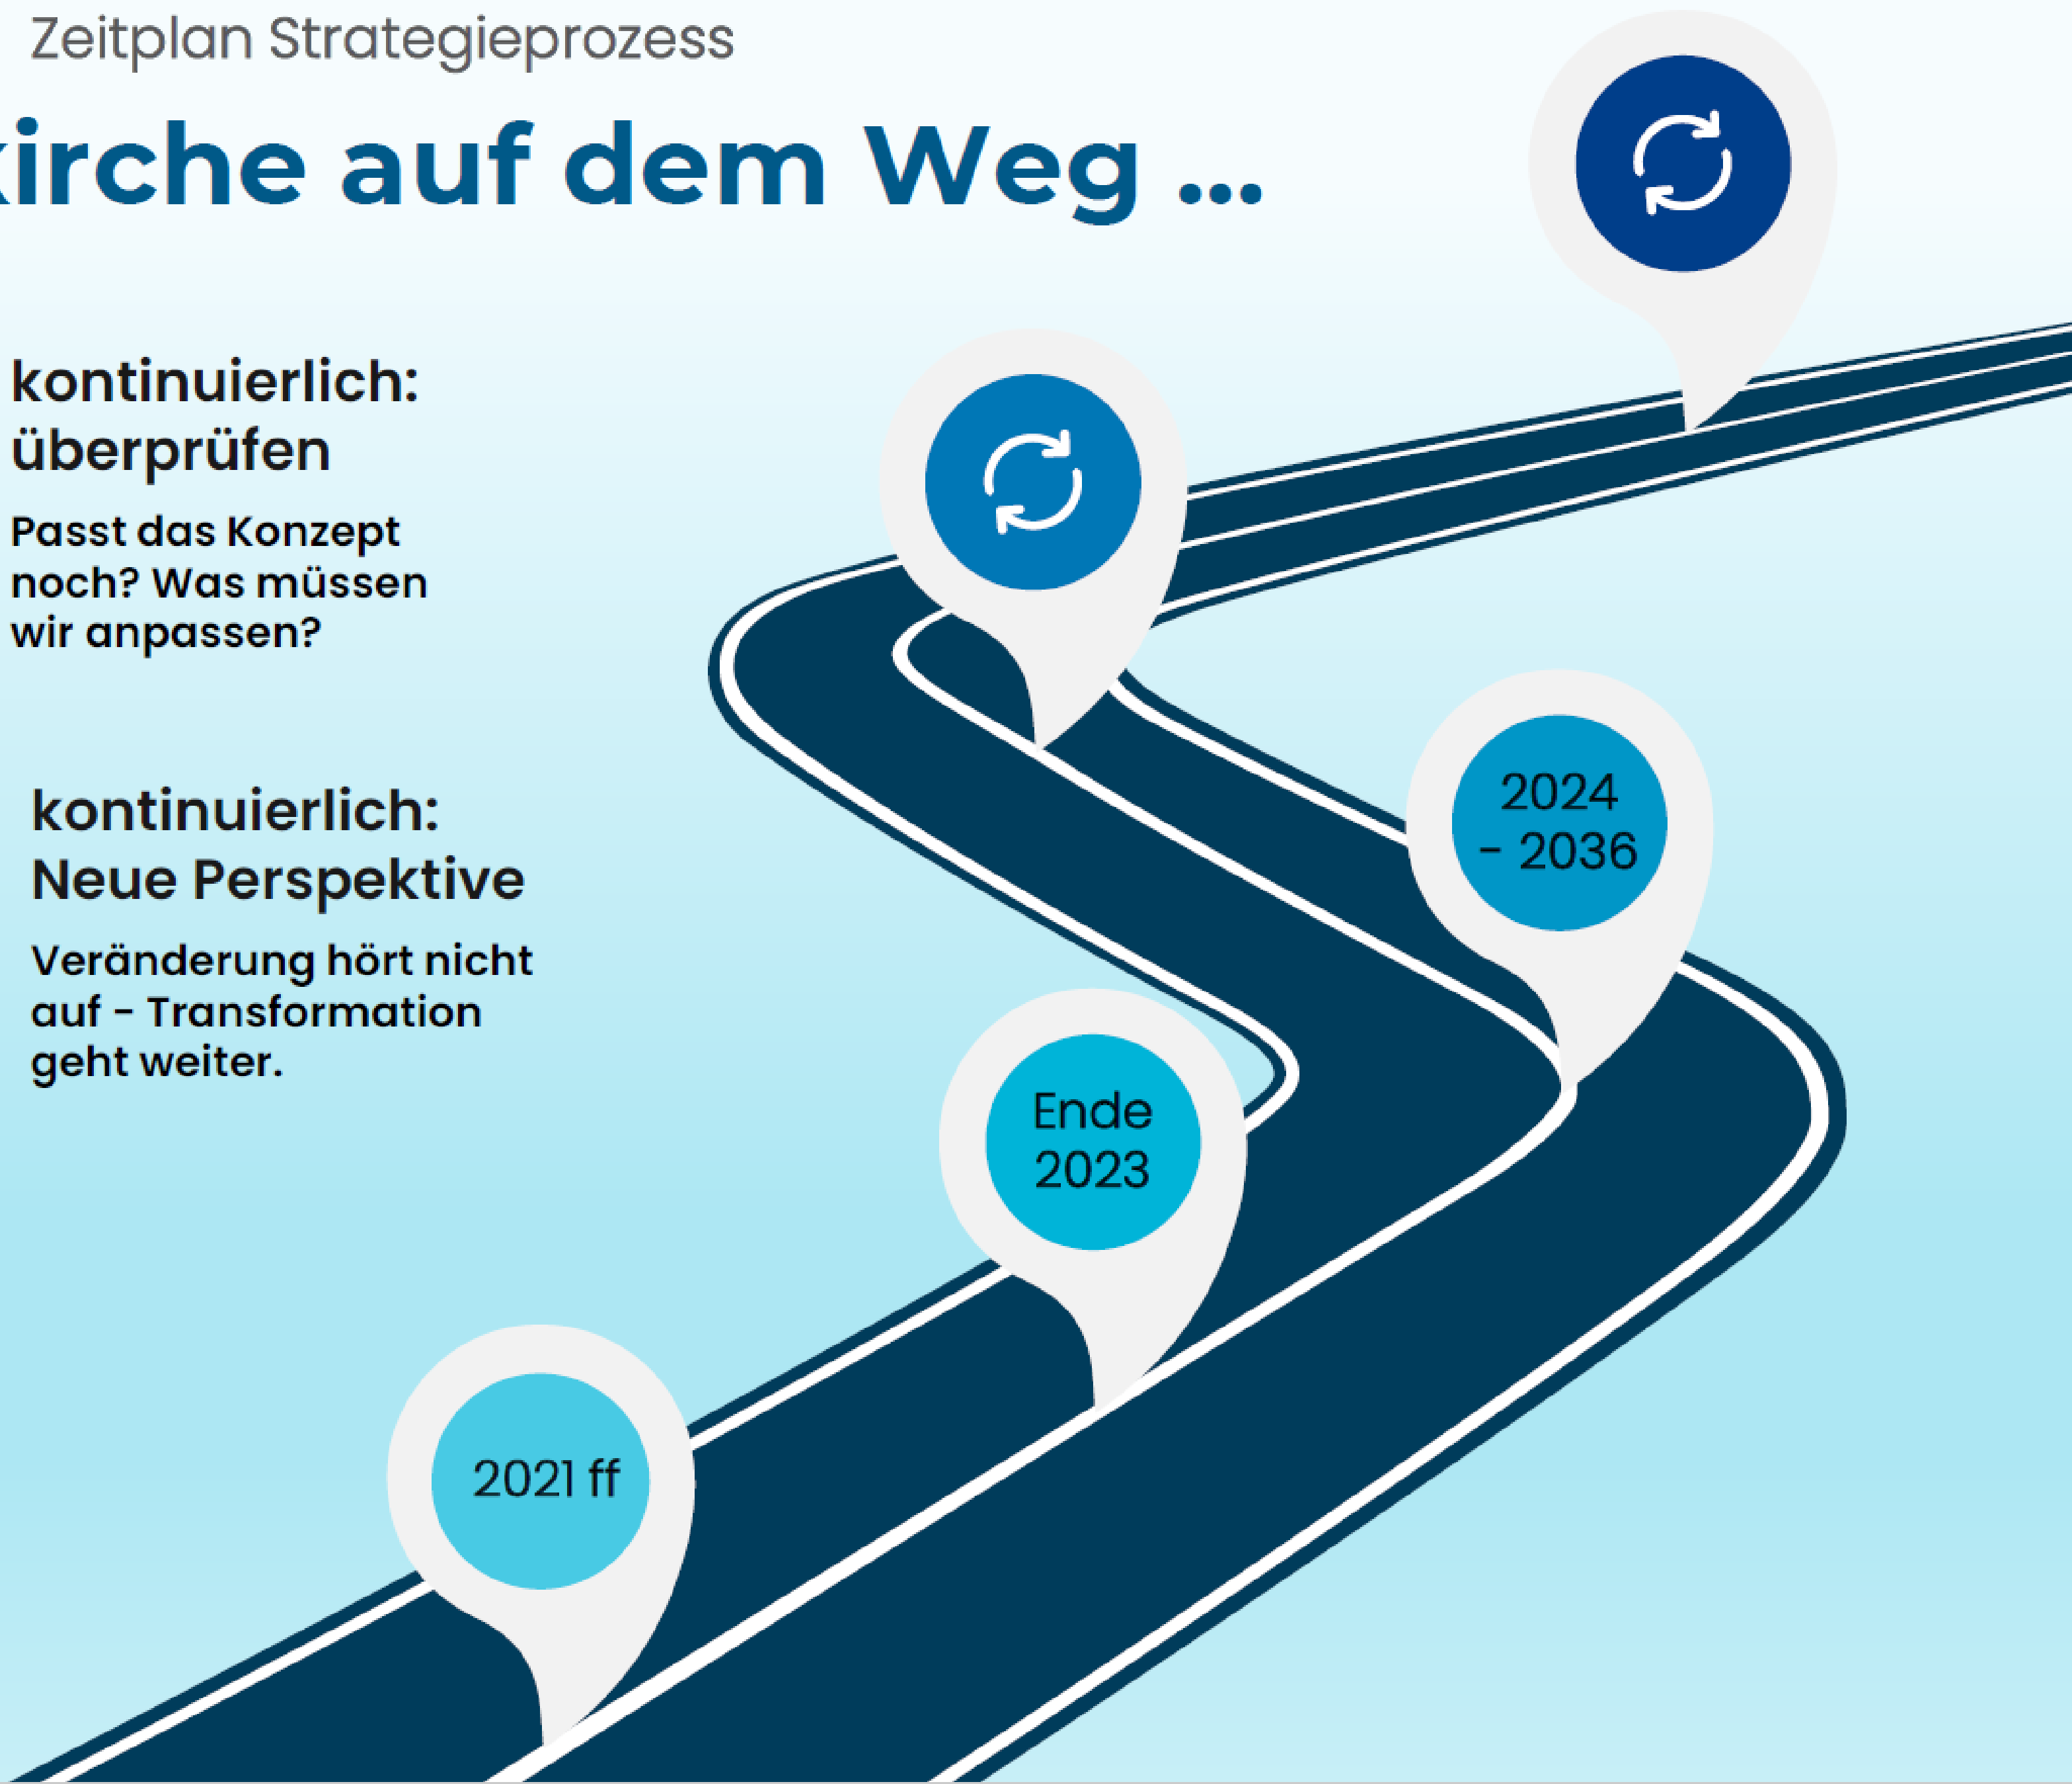 Zeitplan Strategieprozess
kirche auf dem Weg ...
kontinuierlich:
überprüfen
Passt das Konzept
noch? Was müssen
wir anpassen?
kontinuierlich:
Neue Perspektive
Veränderung hört nicht
auf - Transformation
geht weiter.
2024
- 2036
Ende
2023
2021 ff